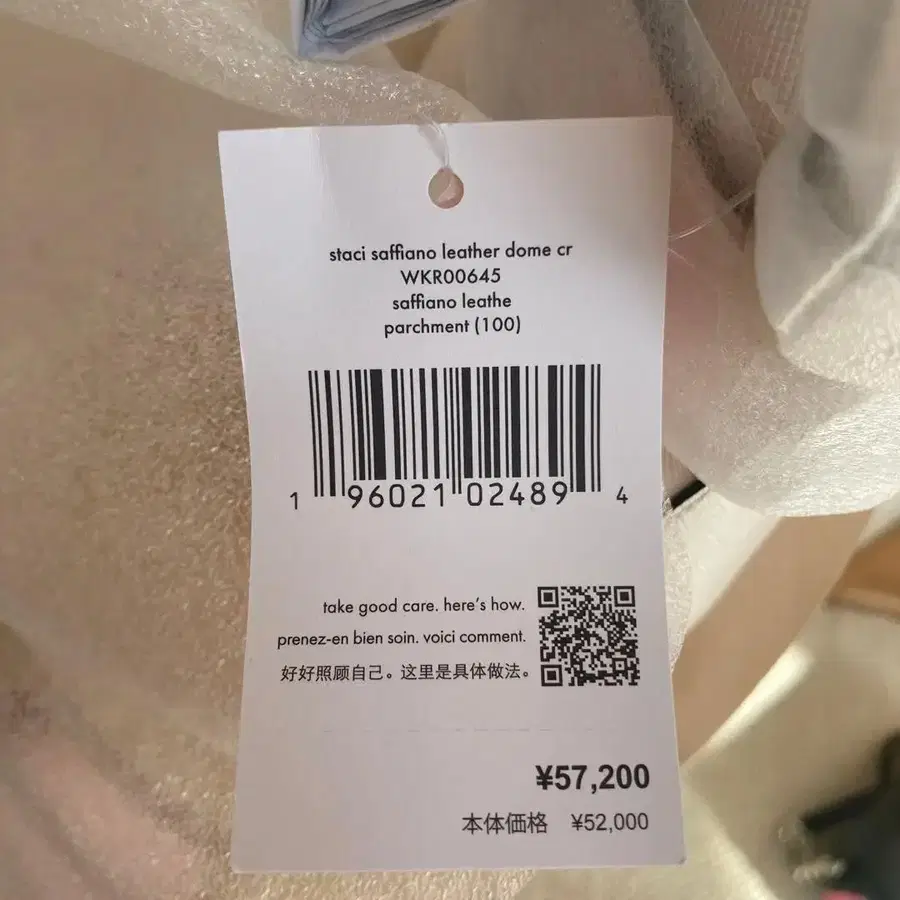 staci saffiano leather dome cr
WKR00645
saffiano leathe
parchment (100)
1 96021 02489 4
take good care. here's how.
prenez-en bien soin. voici comment.
好好照顾自己。这里是具体做法。
¥57,200
本体価格 ¥52,000